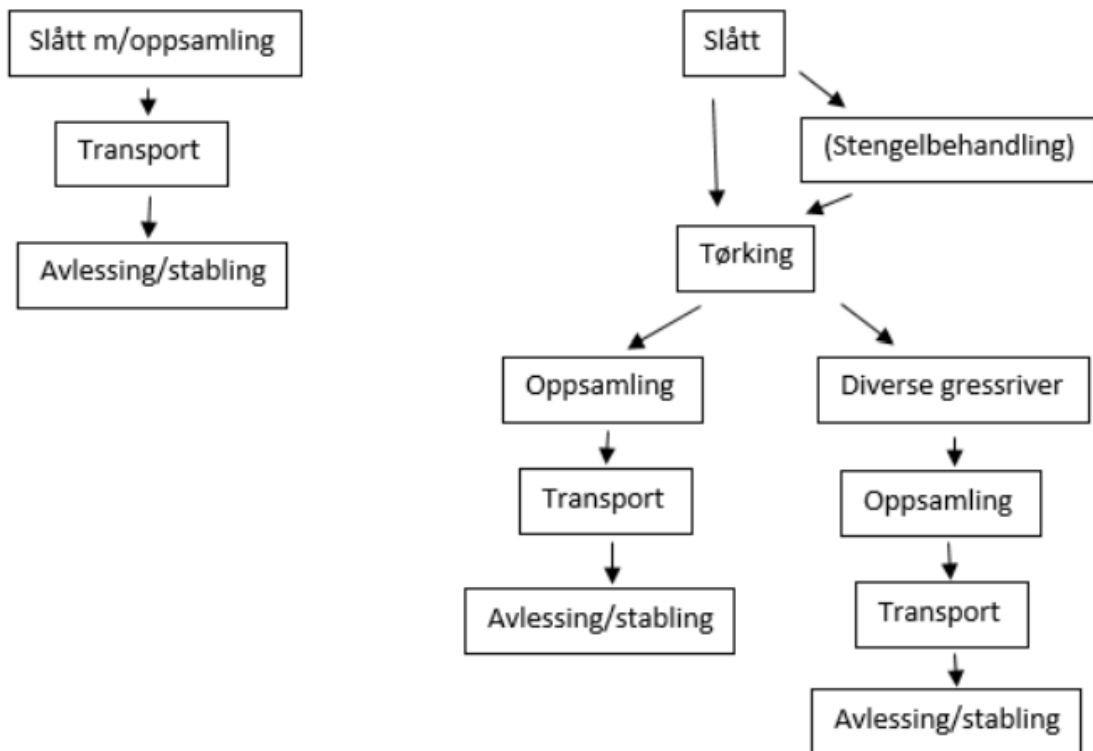 Slått m/oppsamling
Transport
Avlessing/stabling
Slått
(Stengelbehandling)
Tørking
Oppsamling
Transport
Avlessing/stabling
Diverse gressriver
Oppsamling
Transport
Avlessing/stabling